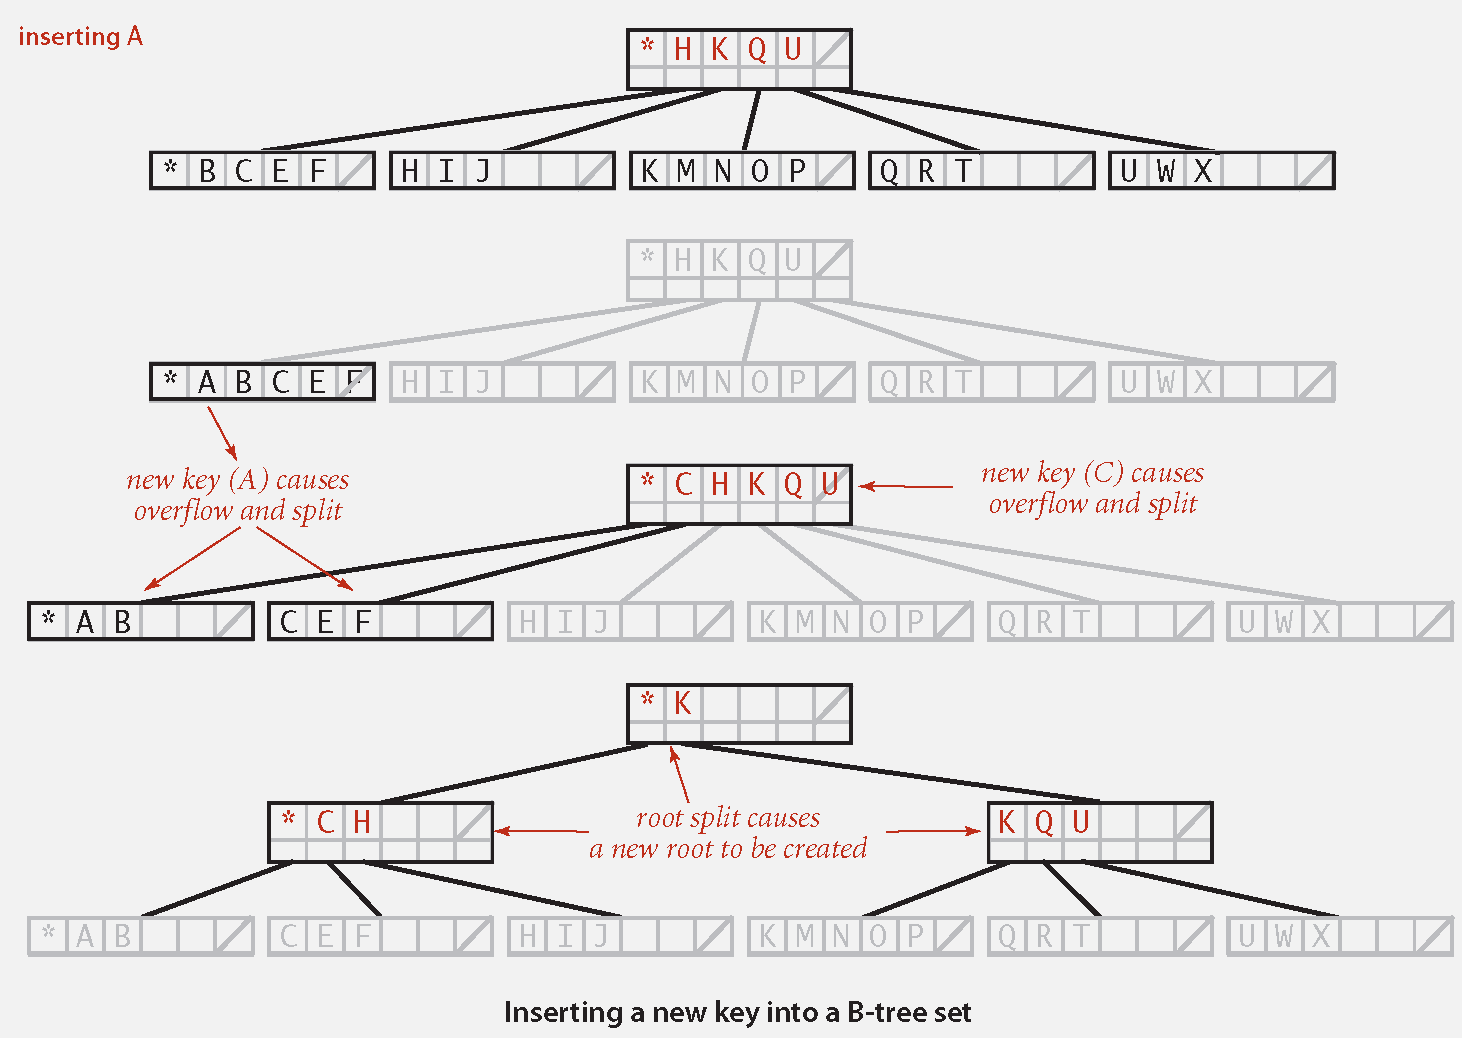 inserting A
* H K Q U
* B C E F
H I J
K M N O P
Q R T
U W X
* H K Q U
* A B C E F
H I J
K M N O P
Q R T
U W X
new key (A) causes
overflow and split
* C H K Q U
new key (C) causes
overflow and split
* A B
C E F
H I J
K M N O P
Q R T
U W X
* K
* C H
root split causes
a new root to be created
K Q U
* A B
C E F
H I J
K M N O P
Q R T
U W X
Inserting a new key into a B-tree set